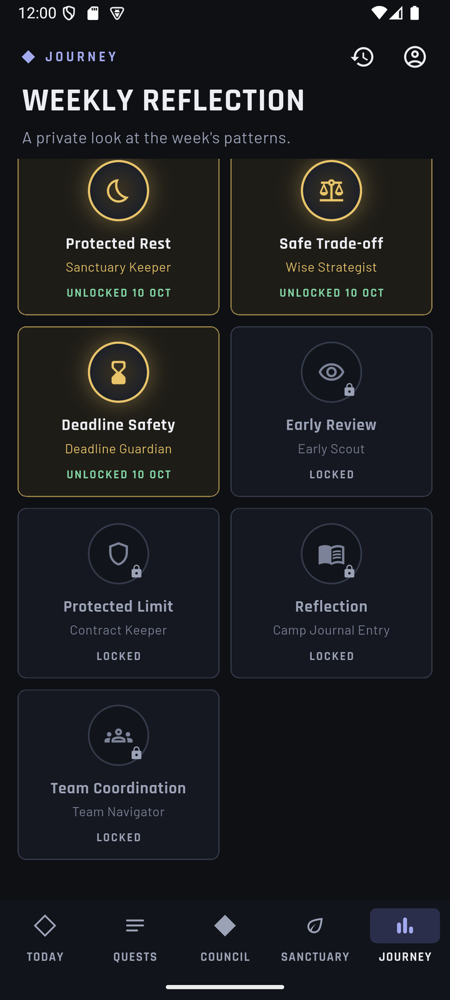 12:00
JOURNEY
WEEKLY REFLECTION
A private look at the week's patterns.
Protected Rest
Sanctuary Keeper
UNLOCKED 10 OCT
Safe Trade-off
Wise Strategist
UNLOCKED 10 OCT
Deadline Safety
Deadline Guardian
UNLOCKED 10 OCT
Early Review
Early Scout
LOCKED
Protected Limit
Contract Keeper
LOCKED
Reflection
Camp Journal Entry
LOCKED
Team Coordination
Team Navigator
LOCKED
TODAY
QUESTS
COUNCIL
SANCTUARY
JOURNEY